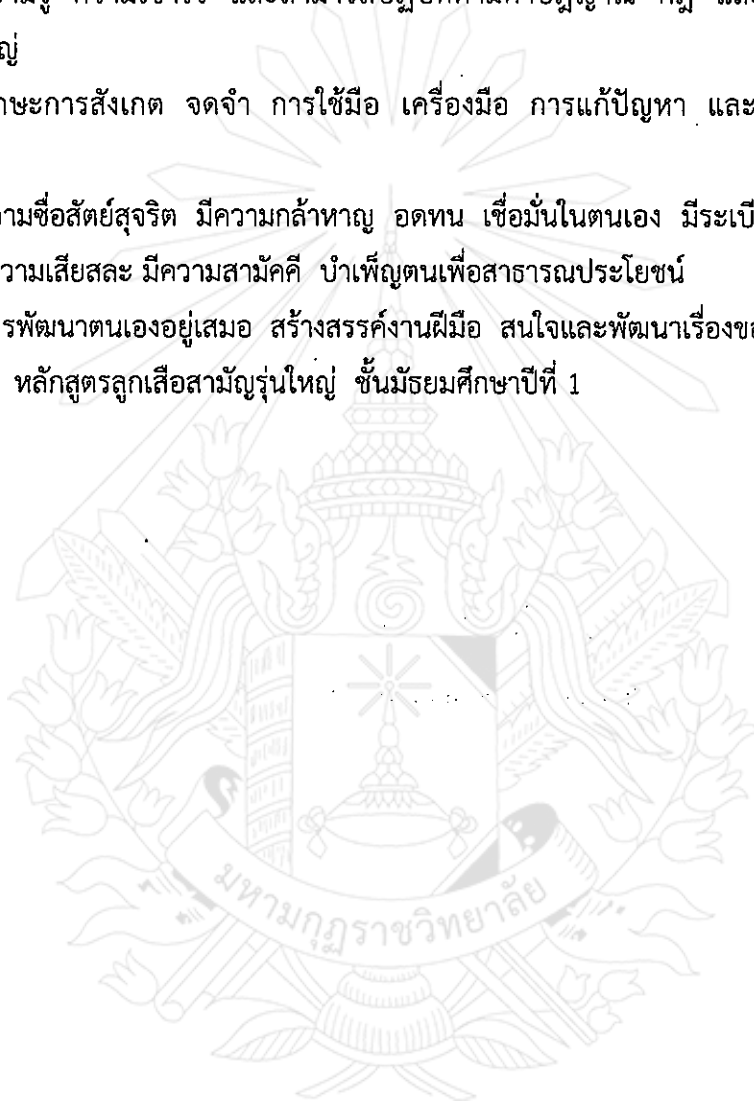 และ
ญ่
ษะการสังเกต จดจำ การใช้มือ เครื่องมือ การแก้ปัญหา และ
ามซื่อสัตย์สุจริต มีความกล้าหาญ อดทน เชื่อมั่นในตนเอง มีระเบี
วามเสียสละ มีความสามัคคี บำเพ็ญตนเพื่อสาธารณประโยชน์
รพัฒนาตนเองอยู่เสมอ สร้างสรรค์งานฝีมือ สนใจและพัฒนาเรื่องขอ
หลักสูตรลูกเสือสามัญรุ่นใหญ่ ชั้นมัธยมศึกษาปีที่ 1
มหามกุฏราชวิทยาลัย